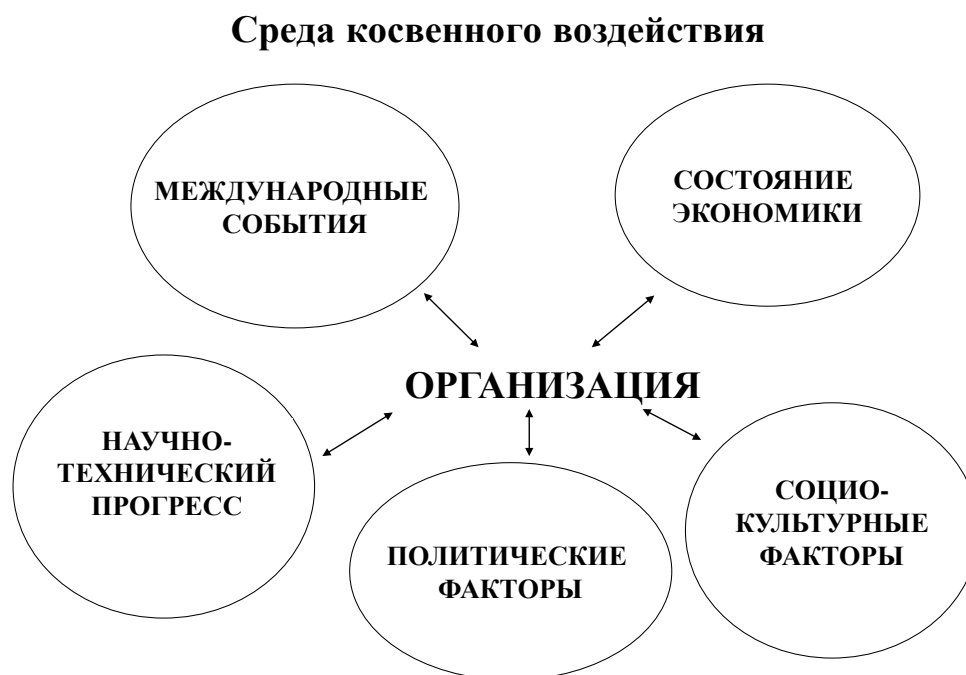 Среда косвенного воздействия
МЕЖДУНАРОДНЫЕ
СОБЫТИЯ
СОСТОЯНИЕ
ЭКОНОМИКИ
ОРГАНИЗАЦИЯ
НАУЧНО-
ТЕХНИЧЕСКИЙ
ПРОГРЕСС
ПОЛИТИЧЕСКИЕ
ФАКТОРЫ
СОЦИО-
КУЛЬТУРНЫЕ
ФАКТОРЫ